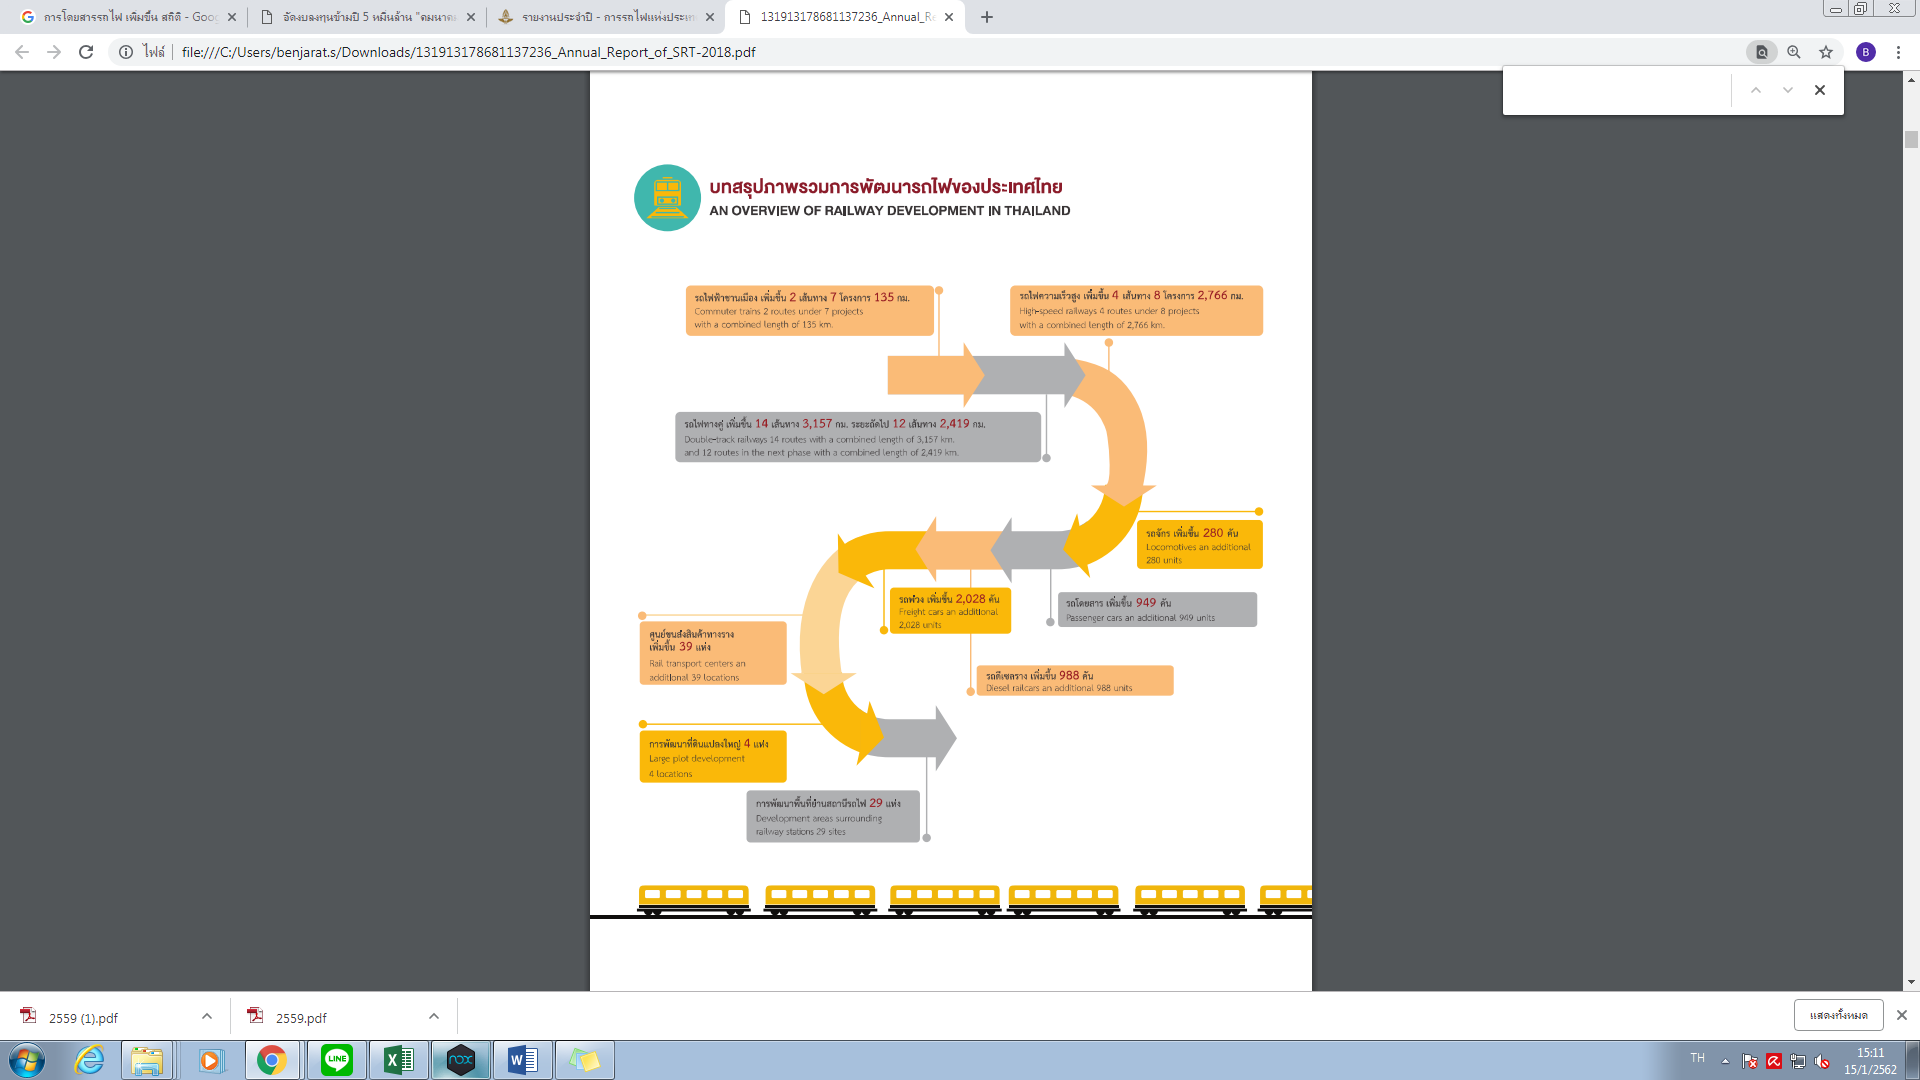 การโดยสารรถไฟ เพิ่มขึ้น สถิติ - Goo
อัดงบลงทุนข้ามปี 5 หมื่นล้าน "คมนาคม
รายงานประจำปี - การรถไฟแห่งประเทศ
131913178681137236_Annual_Re
ไฟล์
file:///C:/Users/benjarat.s/Downloads/131913178681137236_Annual_Report_of_SRT-2018.pdf
B
บทสรุปภาพรวมการพัฒนารถไฟของประเทศไทย
AN OVERVIEW OF RAILWAY DEVELOPMENT IN THAILAND
รถไฟฟ้าชานเมือง เพิ่มขึ้น 2 เส้นทาง 7 โครงการ 135 กม.
Commuter trains 2 routes under 7 projects
with a combined length of 135 km.
รถไฟความเร็วสูง เพิ่มขึ้น 4 เส้นทาง 8 โครงการ 2,766 กม.
High-speed railways 4 routes under 8 projects
with a combined length of 2,766 km.
รถไฟทางคู่ เพิ่มขึ้น 14 เส้นทาง 3,157 กม. ระยะถัดไป 12 เส้นทาง 2,419 กม.
Double-track railways 14 routes with a combined length of 3,157 km.
and 12 routes in the next phase with a combined length of 2,419 km.
รถจักร เพิ่มขึ้น 280 คัน
Locomotives an additional
280 units
รถพ่วง เพิ่มขึ้น 2,028 คัน
Freight cars an additional
2,028 units
รถโดยสาร เพิ่มขึ้น 949 คัน
Passenger cars an additional 949 units
ศูนย์ขนส่งสินค้าทางราง
เพิ่มขึ้น 39 แห่ง
Rail transport centers an
additional 39 locations
รถดีเซลราง เพิ่มขึ้น 988 คัน
Diesel railcars an additional 988 units
การพัฒนาที่ดินแปลงใหญ่ 4 แห่ง
Large plot development
4 locations
การพัฒนาพื้นที่ย่านสถานีรถไฟ 29 แห่ง
Development areas surrounding
railway stations 29 sites
2559 (1).pdf
2559.pdf
แสดงทั้งหมด
LINE
nox
TH
15:11
15/1/2562